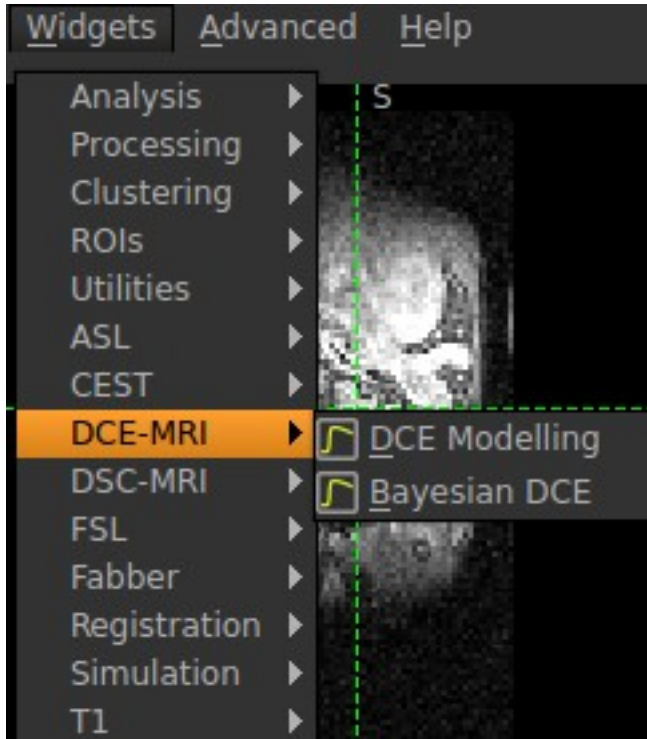 Widgets Advanced Help
Analysis S
Processing
Clustering
ROIs
Utilities
ASL
CEST
DCE-MRI DCE Modelling
DSC-MRI Bayesian DCE
FSL
Fabber
Registration
Simulation
T1